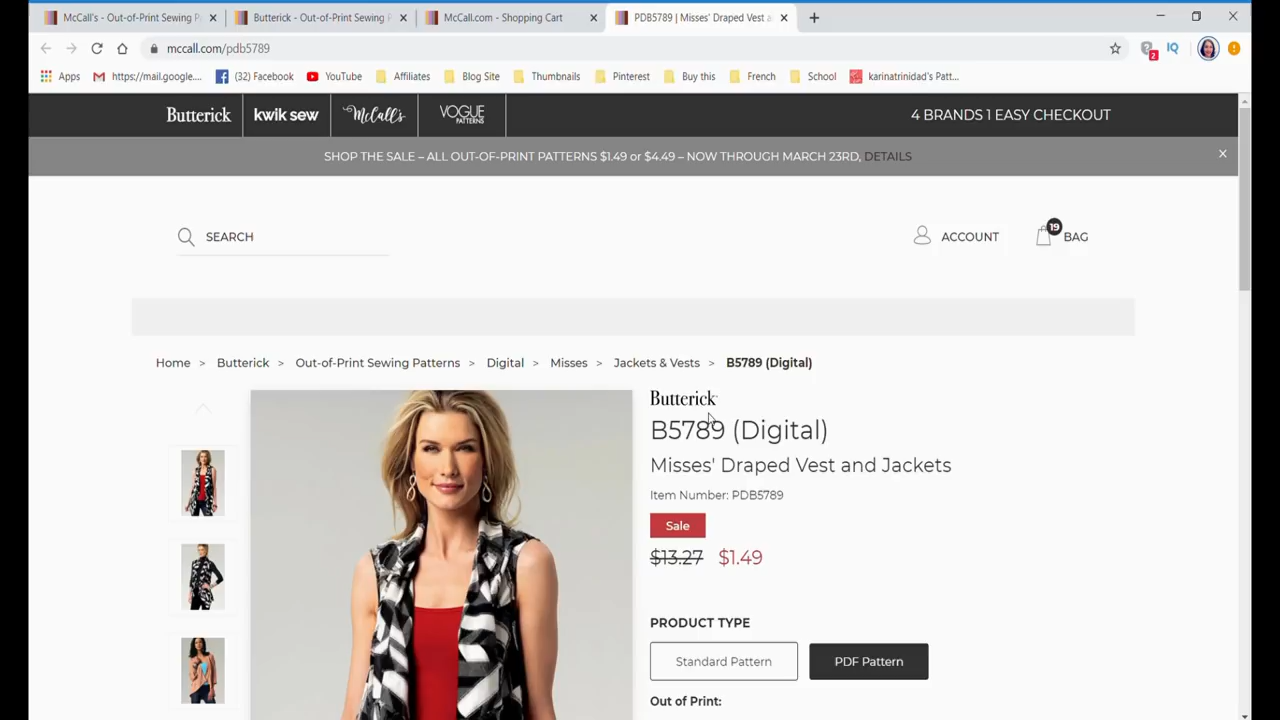 McCall's - Out-of-Print Sewing P
Butterick - Out-of-Print Sewing P
McCall.com - Shopping Cart
PDB5789 | Misses' Draped Vest a
mccall.com/pdb5789
2
IQ
Apps
https://mail.google....
(32) Facebook
YouTube
Affiliates
Blog Site
Thumbnails
Pinterest
Buy this
French
School
karinatrinidad's Patt...
Butterick
kwik sew
McCall's
VOGUE PATTERNS
4 BRANDS 1 EASY CHECKOUT
SHOP THE SALE – ALL OUT-OF-PRINT PATTERNS $1.49 or $4.49 – NOW THROUGH MARCH 23RD, DETAILS
SEARCH
ACCOUNT
19
BAG
Home > Butterick > Out-of-Print Sewing Patterns > Digital > Misses > Jackets & Vests > B5789 (Digital)
Butterick
B5789 (Digital)
Misses' Draped Vest and Jackets
Item Number: PDB5789
Sale
$13.27 $1.49
PRODUCT TYPE
Standard Pattern
PDF Pattern
Out of Print: